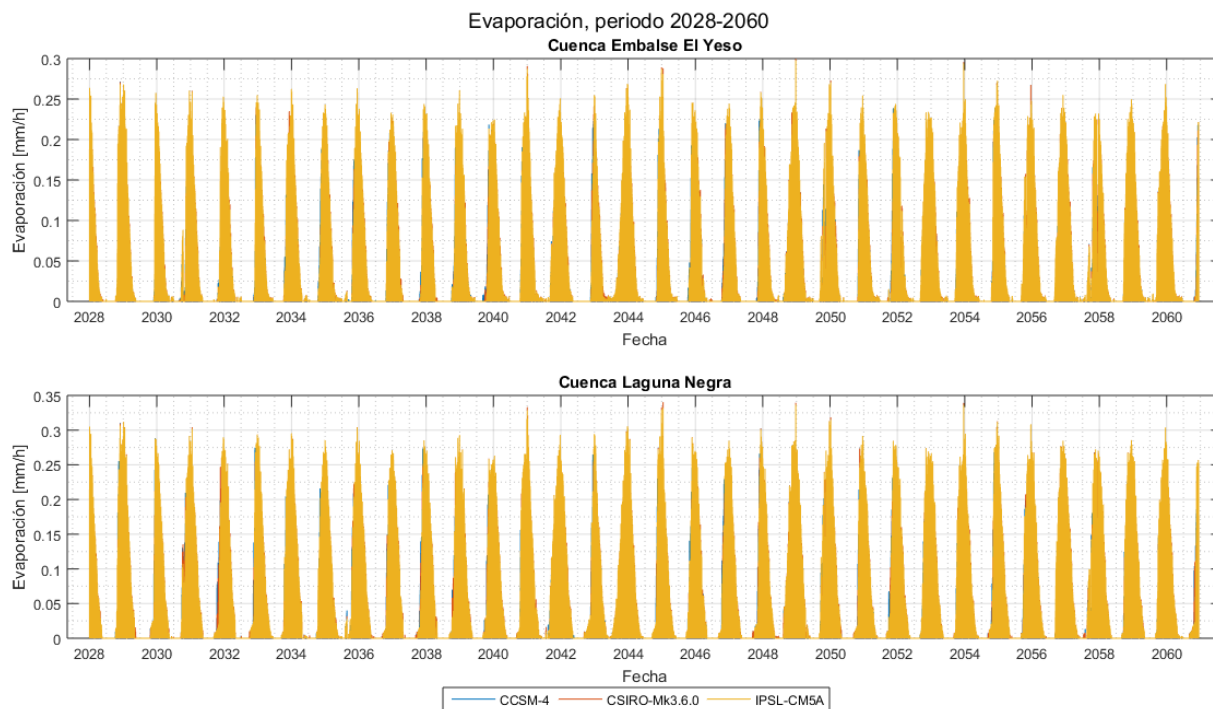 Evaporación, periodo 2028-2060
Cuenca Embalse El Yeso
0.3
0.25
0.2
0.15
0.1
0.05
0
Evaporación [mm/h]
2028 2030 2032 2034 2036 2038 2040 2042 2044 2046 2048 2050 2052 2054 2056 2058 2060
Fecha
Cuenca Laguna Negra
0.35
0.3
0.25
0.2
0.15
0.1
0.05
0
Evaporación [mm/h]
2028 2030 2032 2034 2036 2038 2040 2042 2044 2046 2048 2050 2052 2054 2056 2058 2060
Fecha
CCSM-4 CSIRO-Mk3.6.0 IPSL-CM5A